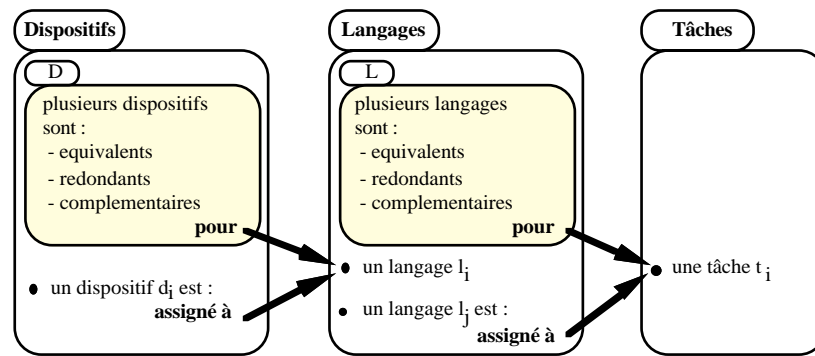 Dispositifs
D
plusieurs dispositifs
sont :
- equivalents
- redondants
- complementaires
pour
un dispositif di est :
assigné à
Langages
L
plusieurs langages
sont :
- equivalents
- redondants
- complementaires
pour
un langage li
un langage lj est :
assigné à
Tâches
une tâche ti